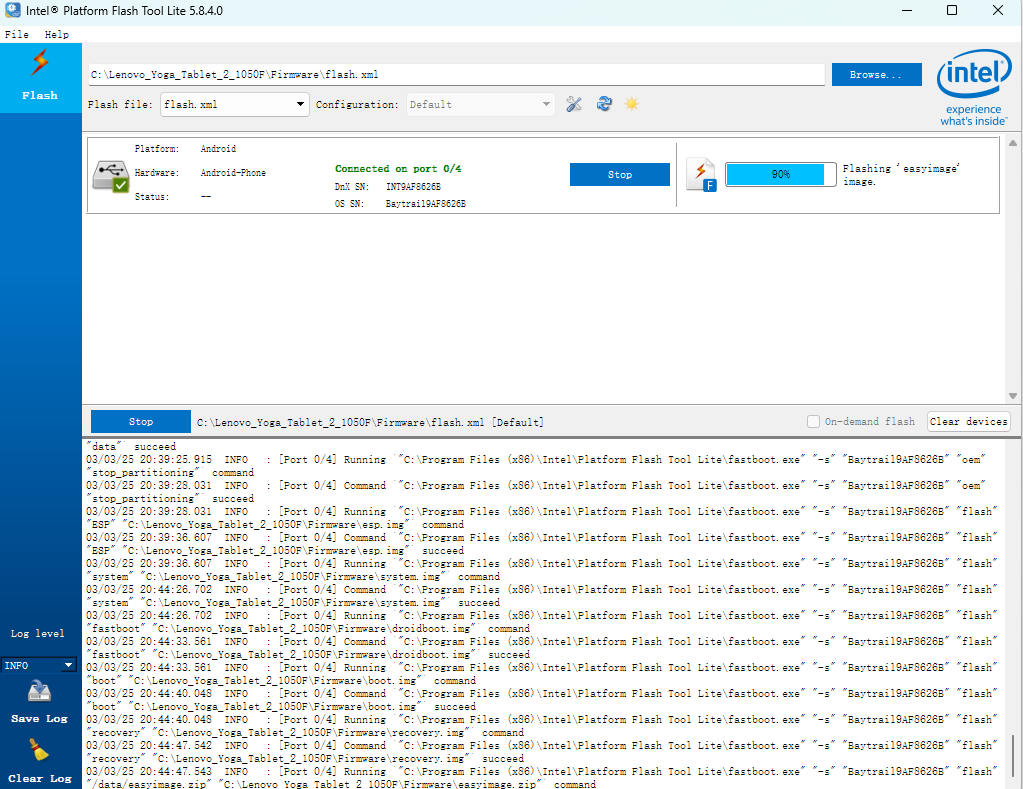 Intel® Platform Flash Tool Lite 5.8.4.0
File Help
Flash
C:\Lenovo_Yoga_Tablet_2_1050F\Firmware\flash.xml
Browse...
Flash file: flash.xml Configuration: Default
intel
experience
what's inside™
Platform: Android
Hardware: Android-Phone
Status: --
Connected on port 0/4
DnX SN: INT9AF8626B
OS SN: Baytrail9AF8626B
Stop
F
90%
Flashing 'easyimage'
image.
Stop
C:\Lenovo_Yoga_Tablet_2_1050F\Firmware\flash.xml [Default]
On-demand flash
Clear devices
"data"` succeed
03/03/25 20:39:25.915 INFO : [Port 0/4] Running `"C:\Program Files (x86)\Intel\Platform Flash Tool Lite\fastboot.exe" "-s" "Baytrail9AF8626B" "oem"
"stop_partitioning"` command
03/03/25 20:39:28.031 INFO : [Port 0/4] Command `"C:\Program Files (x86)\Intel\Platform Flash Tool Lite\fastboot.exe" "-s" "Baytrail9AF8626B" "oem"
"stop_partitioning"` succeed
03/03/25 20:39:28.031 INFO : [Port 0/4] Running `"C:\Program Files (x86)\Intel\Platform Flash Tool Lite\fastboot.exe" "-s" "Baytrail9AF8626B" "flash"
"ESP" "C:\Lenovo_Yoga_Tablet_2_1050F\Firmware\esp.img"` command
03/03/25 20:39:36.607 INFO : [Port 0/4] Command `"C:\Program Files (x86)\Intel\Platform Flash Tool Lite\fastboot.exe" "-s" "Baytrail9AF8626B" "flash"
"ESP" "C:\Lenovo_Yoga_Tablet_2_1050F\Firmware\esp.img"` succeed
03/03/25 20:39:36.607 INFO : [Port 0/4] Running `"C:\Program Files (x86)\Intel\Platform Flash Tool Lite\fastboot.exe" "-s" "Baytrail9AF8626B" "flash"
"system" "C:\Lenovo_Yoga_Tablet_2_1050F\Firmware\system.img"` command
03/03/25 20:44:26.702 INFO : [Port 0/4] Command `"C:\Program Files (x86)\Intel\Platform Flash Tool Lite\fastboot.exe" "-s" "Baytrail9AF8626B" "flash"
"system" "C:\Lenovo_Yoga_Tablet_2_1050F\Firmware\system.img"` succeed
03/03/25 20:44:26.702 INFO : [Port 0/4] Running `"C:\Program Files (x86)\Intel\Platform Flash Tool Lite\fastboot.exe" "-s" "Baytrail9AF8626B" "flash"
"fastboot" "C:\Lenovo_Yoga_Tablet_2_1050F\Firmware\droidboot.img"` command
03/03/25 20:44:33.561 INFO : [Port 0/4] Command `"C:\Program Files (x86)\Intel\Platform Flash Tool Lite\fastboot.exe" "-s" "Baytrail9AF8626B" "flash"
"fastboot" "C:\Lenovo_Yoga_Tablet_2_1050F\Firmware\droidboot.img"` succeed
03/03/25 20:44:33.561 INFO : [Port 0/4] Running `"C:\Program Files (x86)\Intel\Platform Flash Tool Lite\fastboot.exe" "-s" "Baytrail9AF8626B" "flash"
"boot" "C:\Lenovo_Yoga_Tablet_2_1050F\Firmware\boot.img"` command
03/03/25 20:44:40.048 INFO : [Port 0/4] Command `"C:\Program Files (x86)\Intel\Platform Flash Tool Lite\fastboot.exe" "-s" "Baytrail9AF8626B" "flash"
"boot" "C:\Lenovo_Yoga_Tablet_2_1050F\Firmware\boot.img"` succeed
03/03/25 20:44:40.048 INFO : [Port 0/4] Running `"C:\Program Files (x86)\Intel\Platform Flash Tool Lite\fastboot.exe" "-s" "Baytrail9AF8626B" "flash"
"recovery" "C:\Lenovo_Yoga_Tablet_2_1050F\Firmware\recovery.img"` command
03/03/25 20:44:47.542 INFO : [Port 0/4] Command `"C:\Program Files (x86)\Intel\Platform Flash Tool Lite\fastboot.exe" "-s" "Baytrail9AF8626B" "flash"
"recovery" "C:\Lenovo_Yoga_Tablet_2_1050F\Firmware\recovery.img"` succeed
03/03/25 20:44:47.543 INFO : [Port 0/4] Running `"C:\Program Files (x86)\Intel\Platform Flash Tool Lite\fastboot.exe" "-s" "Baytrail9AF8626B" "flash"
"/data/easyimage.zip" "C:\Lenovo_Yoga_Tablet_2_1050F\Firmware\easyimage.zip"` command
Log level
INFO
Save Log
Clear Log